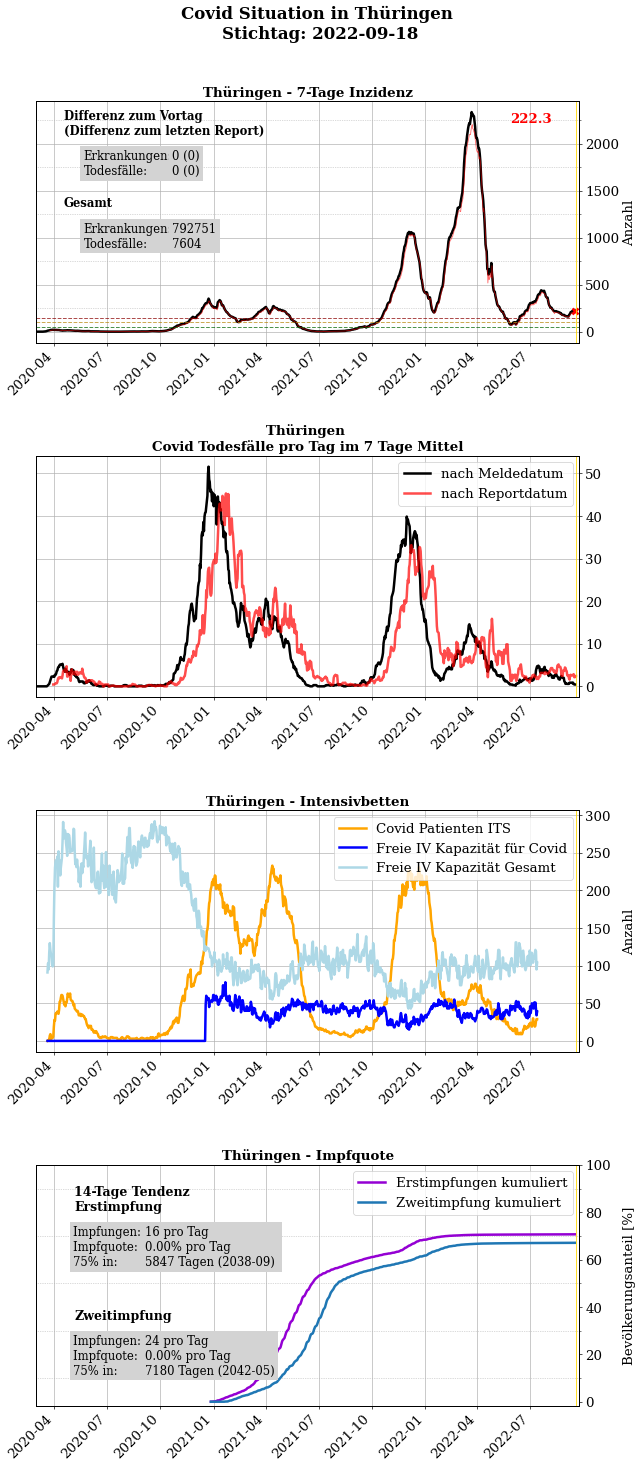 Covid Situation in Thüringen
Stichtag: 2022-09-18
Thüringen - 7-Tage Inzidenz
Differenz zum Vortag
(Differenz zum letzten Report)
Erkrankungen 0 (0)
Todesfälle: 0 (0)
Gesamt
Erkrankungen 792751
Todesfälle: 7604
222.3
2000
1500
1000
500
0
Anzahl
2020-04
2020-07
2020-10
2021-01
2021-04
2021-07
2021-10
2022-01
2022-04
2022-07
Thüringen
Covid Todesfälle pro Tag im 7 Tage Mittel
nach Meldedatum
nach Reportdatum
50
40
30
20
10
0
2020-04
2020-07
2020-10
2021-01
2021-04
2021-07
2021-10
2022-01
2022-04
2022-07
Thüringen - Intensivbetten
Covid Patienten ITS
Freie IV Kapazität für Covid
Freie IV Kapazität Gesamt
300
250
200
150
100
50
0
Anzahl
2020-04
2020-07
2020-10
2021-01
2021-04
2021-07
2021-10
2022-01
2022-04
2022-07
Thüringen - Impfquote
14-Tage Tendenz
Erstimpfung
Impfungen: 16 pro Tag
Impfquote: 0.00% pro Tag
75% in: 5847 Tagen (2038-09)
Zweitimpfung
Impfungen: 24 pro Tag
Impfquote: 0.00% pro Tag
75% in: 7180 Tagen (2042-05)
Erstimpfungen kumuliert
Zweitimpfung kumuliert
100
80
60
40
20
0
Bevölkerungsanteil [%]
2020-04
2020-07
2020-10
2021-01
2021-04
2021-07
2021-10
2022-01
2022-04
2022-07